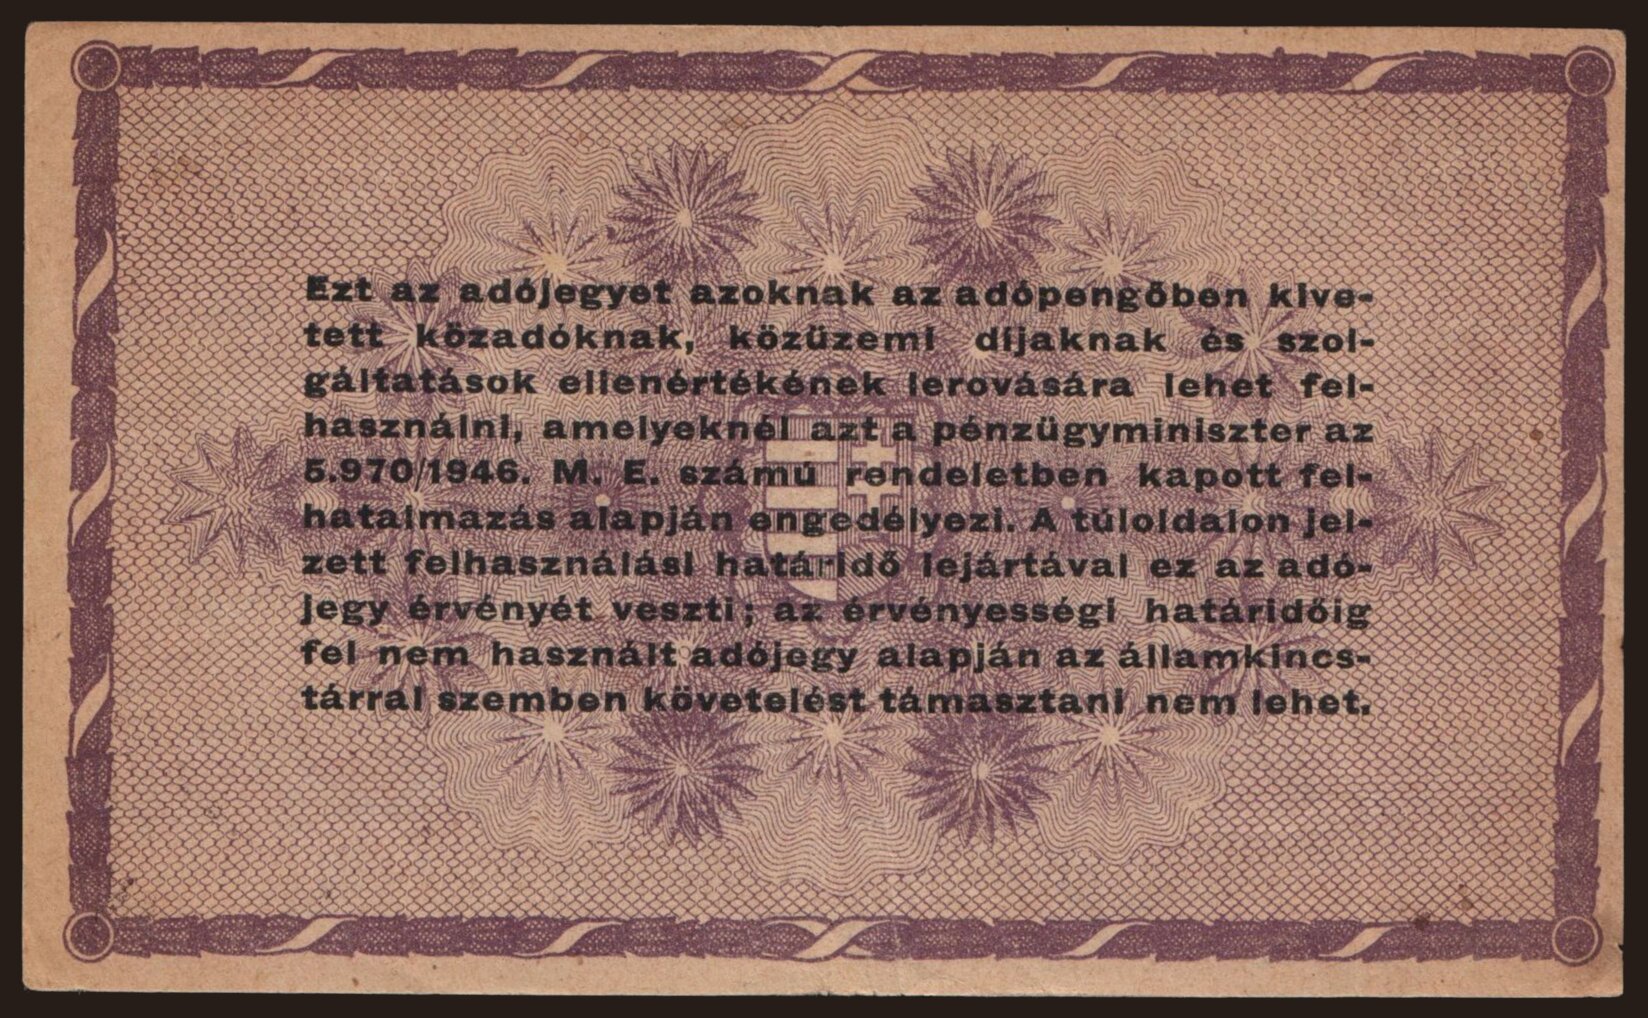 Ezt az adójegyet azoknak az adópengőben kive-
tett közadóknak, közüzemi díjaknak és szol-
gáltatások ellenértékének lerovására lehet fel-
használni, amelyeknél azt a pénzügyminiszter az
5.970/1946. M. E. számú rendeletben kapott fel-
hatalmazás alapján engedélyezi. A túloldalon jel-
zett felhasználási határidő lejártával ez az adó-
jegy érvényét veszti; az érvényességi határidőig
fel nem használt adójegy alapján az államkincs-
tárral szemben követelést támasztani nem lehet.